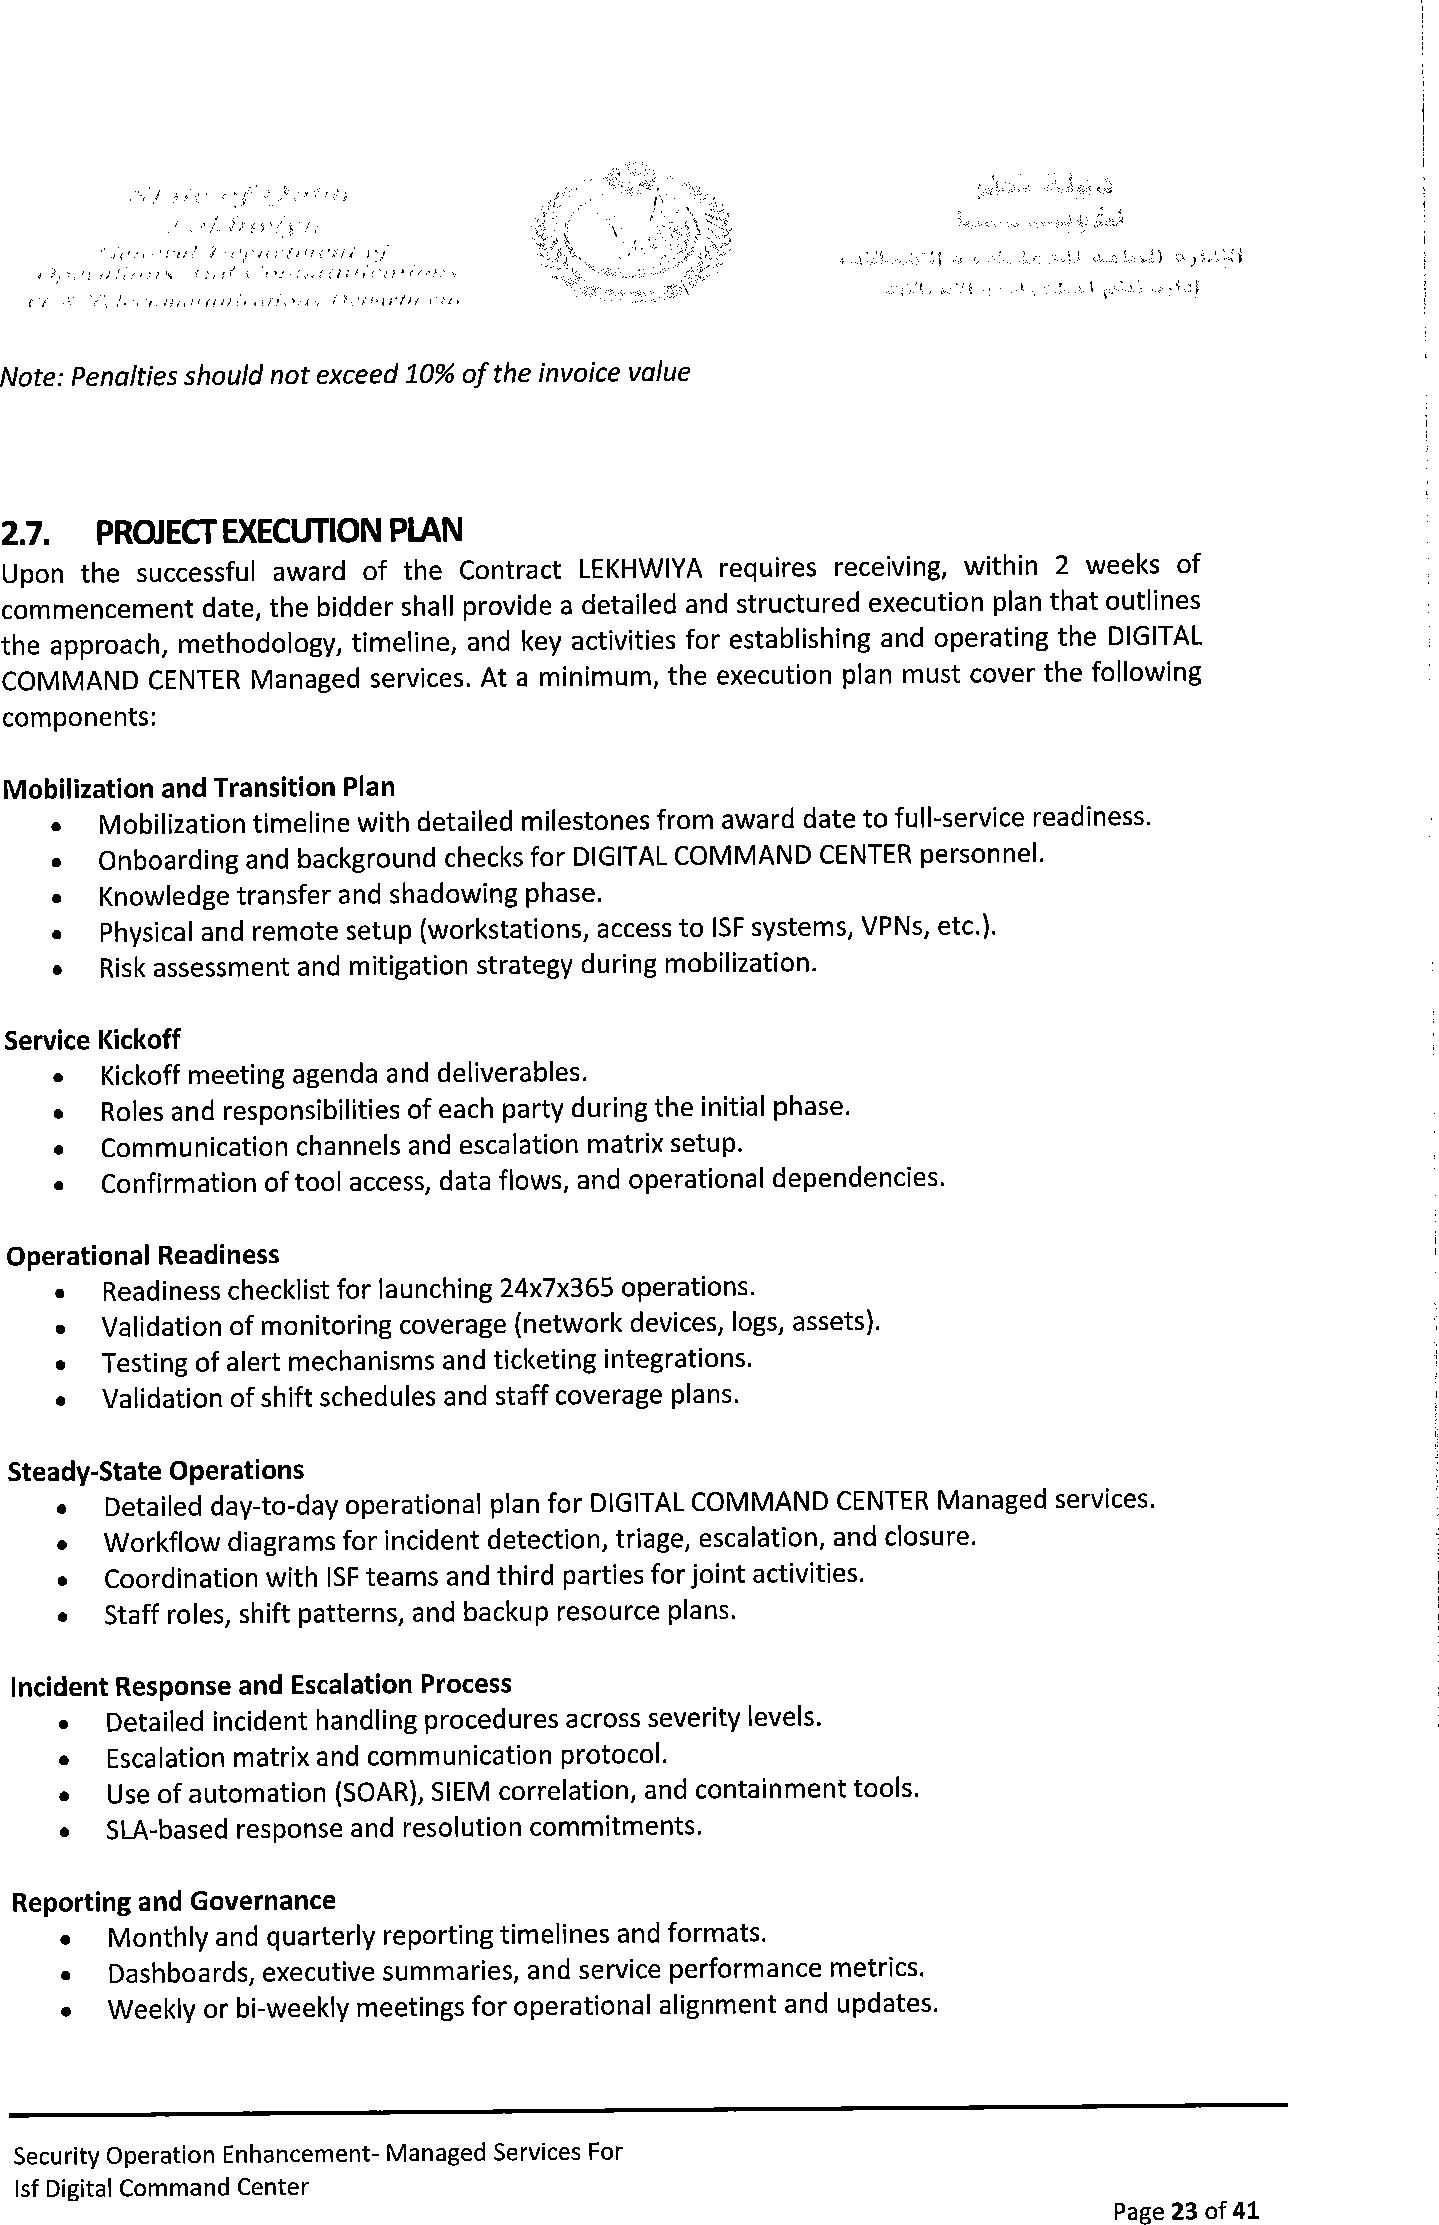 State of Qatar
Lekhwiya
General Department of
Operations and Communications
Telecommunications Department
دولة قطر
Note: Penalties should not exceed 10% of the invoice value
2.7. PROJECT EXECUTION PLAN
Upon the successful award of the Contract LEKHWIYA requires receiving, within 2 weeks of
commencement date, the bidder shall provide a detailed and structured execution plan that outlines
the approach, methodology, timeline, and key activities for establishing and operating the DIGITAL
COMMAND CENTER Managed services. At a minimum, the execution plan must cover the following
components:
Mobilization and Transition Plan
• Mobilization timeline with detailed milestones from award date to full-service readiness.
• Onboarding and background checks for DIGITAL COMMAND CENTER personnel.
• Knowledge transfer and shadowing phase.
• Physical and remote setup (workstations, access to ISF systems, VPNs, etc.).
• Risk assessment and mitigation strategy during mobilization.
Service Kickoff
• Kickoff meeting agenda and deliverables.
• Roles and responsibilities of each party during the initial phase.
• Communication channels and escalation matrix setup.
• Confirmation of tool access, data flows, and operational dependencies.
Operational Readiness
• Readiness checklist for launching 24x7x365 operations.
• Validation of monitoring coverage (network devices, logs, assets).
• Testing of alert mechanisms and ticketing integrations.
• Validation of shift schedules and staff coverage plans.
Steady-State Operations
• Detailed day-to-day operational plan for DIGITAL COMMAND CENTER Managed services.
• Workflow diagrams for incident detection, triage, escalation, and closure.
• Coordination with ISF teams and third parties for joint activities.
• Staff roles, shift patterns, and backup resource plans.
Incident Response and Escalation Process
• Detailed incident handling procedures across severity levels.
• Escalation matrix and communication protocol.
• Use of automation (SOAR), SIEM correlation, and containment tools.
• SLA-based response and resolution commitments.
Reporting and Governance
• Monthly and quarterly reporting timelines and formats.
• Dashboards, executive summaries, and service performance metrics.
• Weekly or bi-weekly meetings for operational alignment and updates.
Security Operation Enhancement- Managed Services For
Isf Digital Command Center
Page 23 of 41